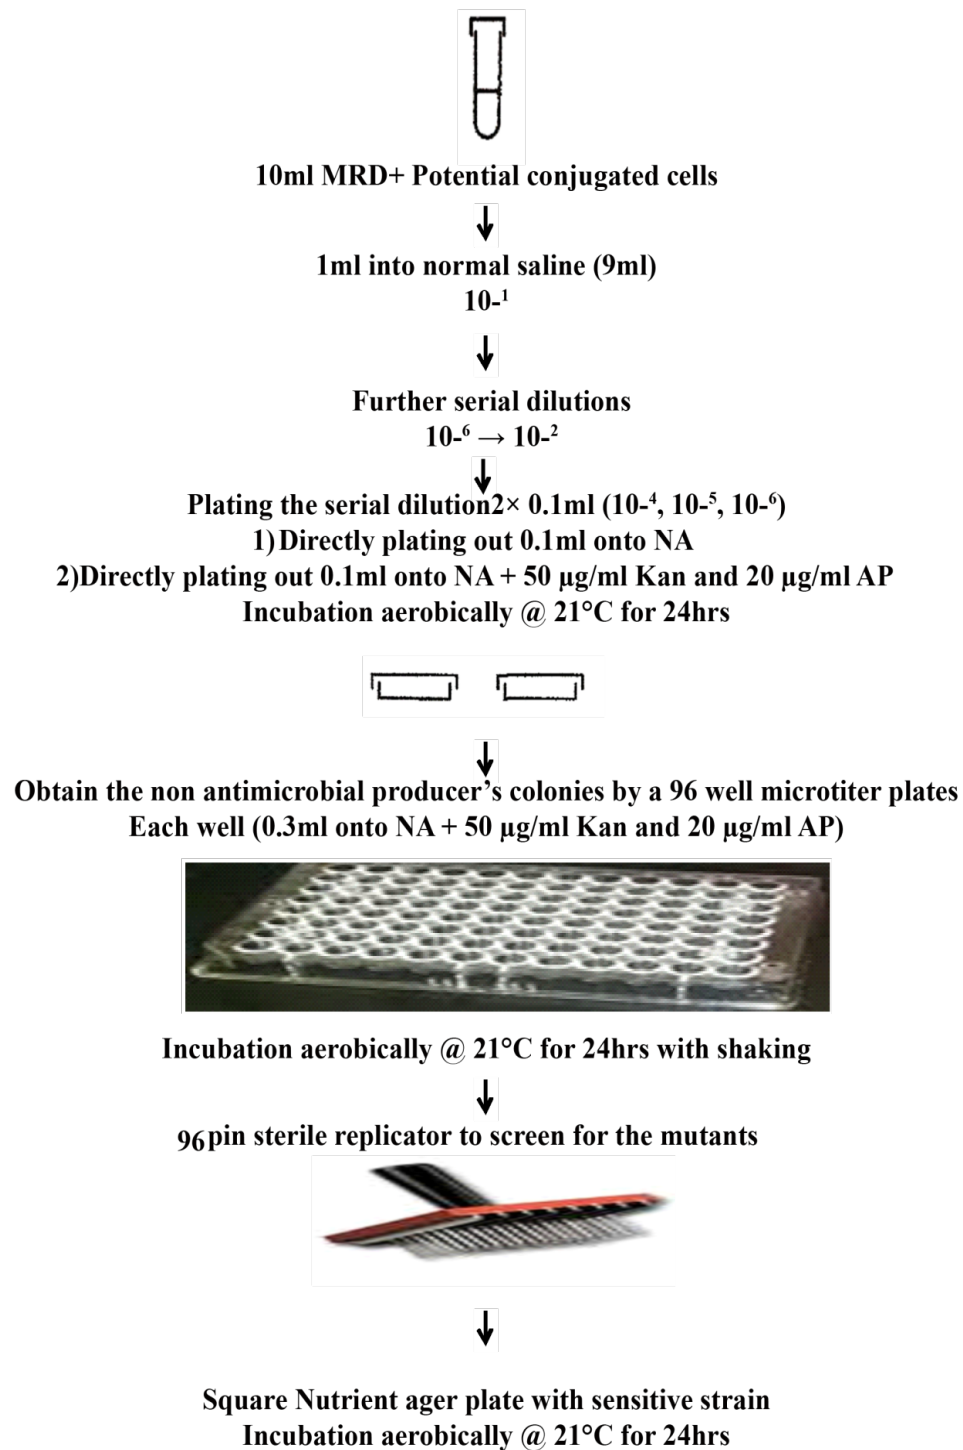 10ml MRD+ Potential conjugated cells
1ml into normal saline (9ml)
10-¹
Further serial dilutions
10-⁶ → 10-²
Plating the serial dilution2× 0.1ml (10-⁴, 10-⁵, 10-⁶)
1) Directly plating out 0.1ml onto NA
2)Directly plating out 0.1ml onto NA + 50 µg/ml Kan and 20 µg/ml AP
Incubation aerobically @ 21°C for 24hrs
Obtain the non antimicrobial producer's colonies by a 96 well microtiter plates
Each well (0.3ml onto NA + 50 µg/ml Kan and 20 µg/ml AP)
Incubation aerobically @ 21°C for 24hrs with shaking
96 pin sterile replicator to screen for the mutants
Square Nutrient ager plate with sensitive strain
Incubation aerobically @ 21°C for 24hrs